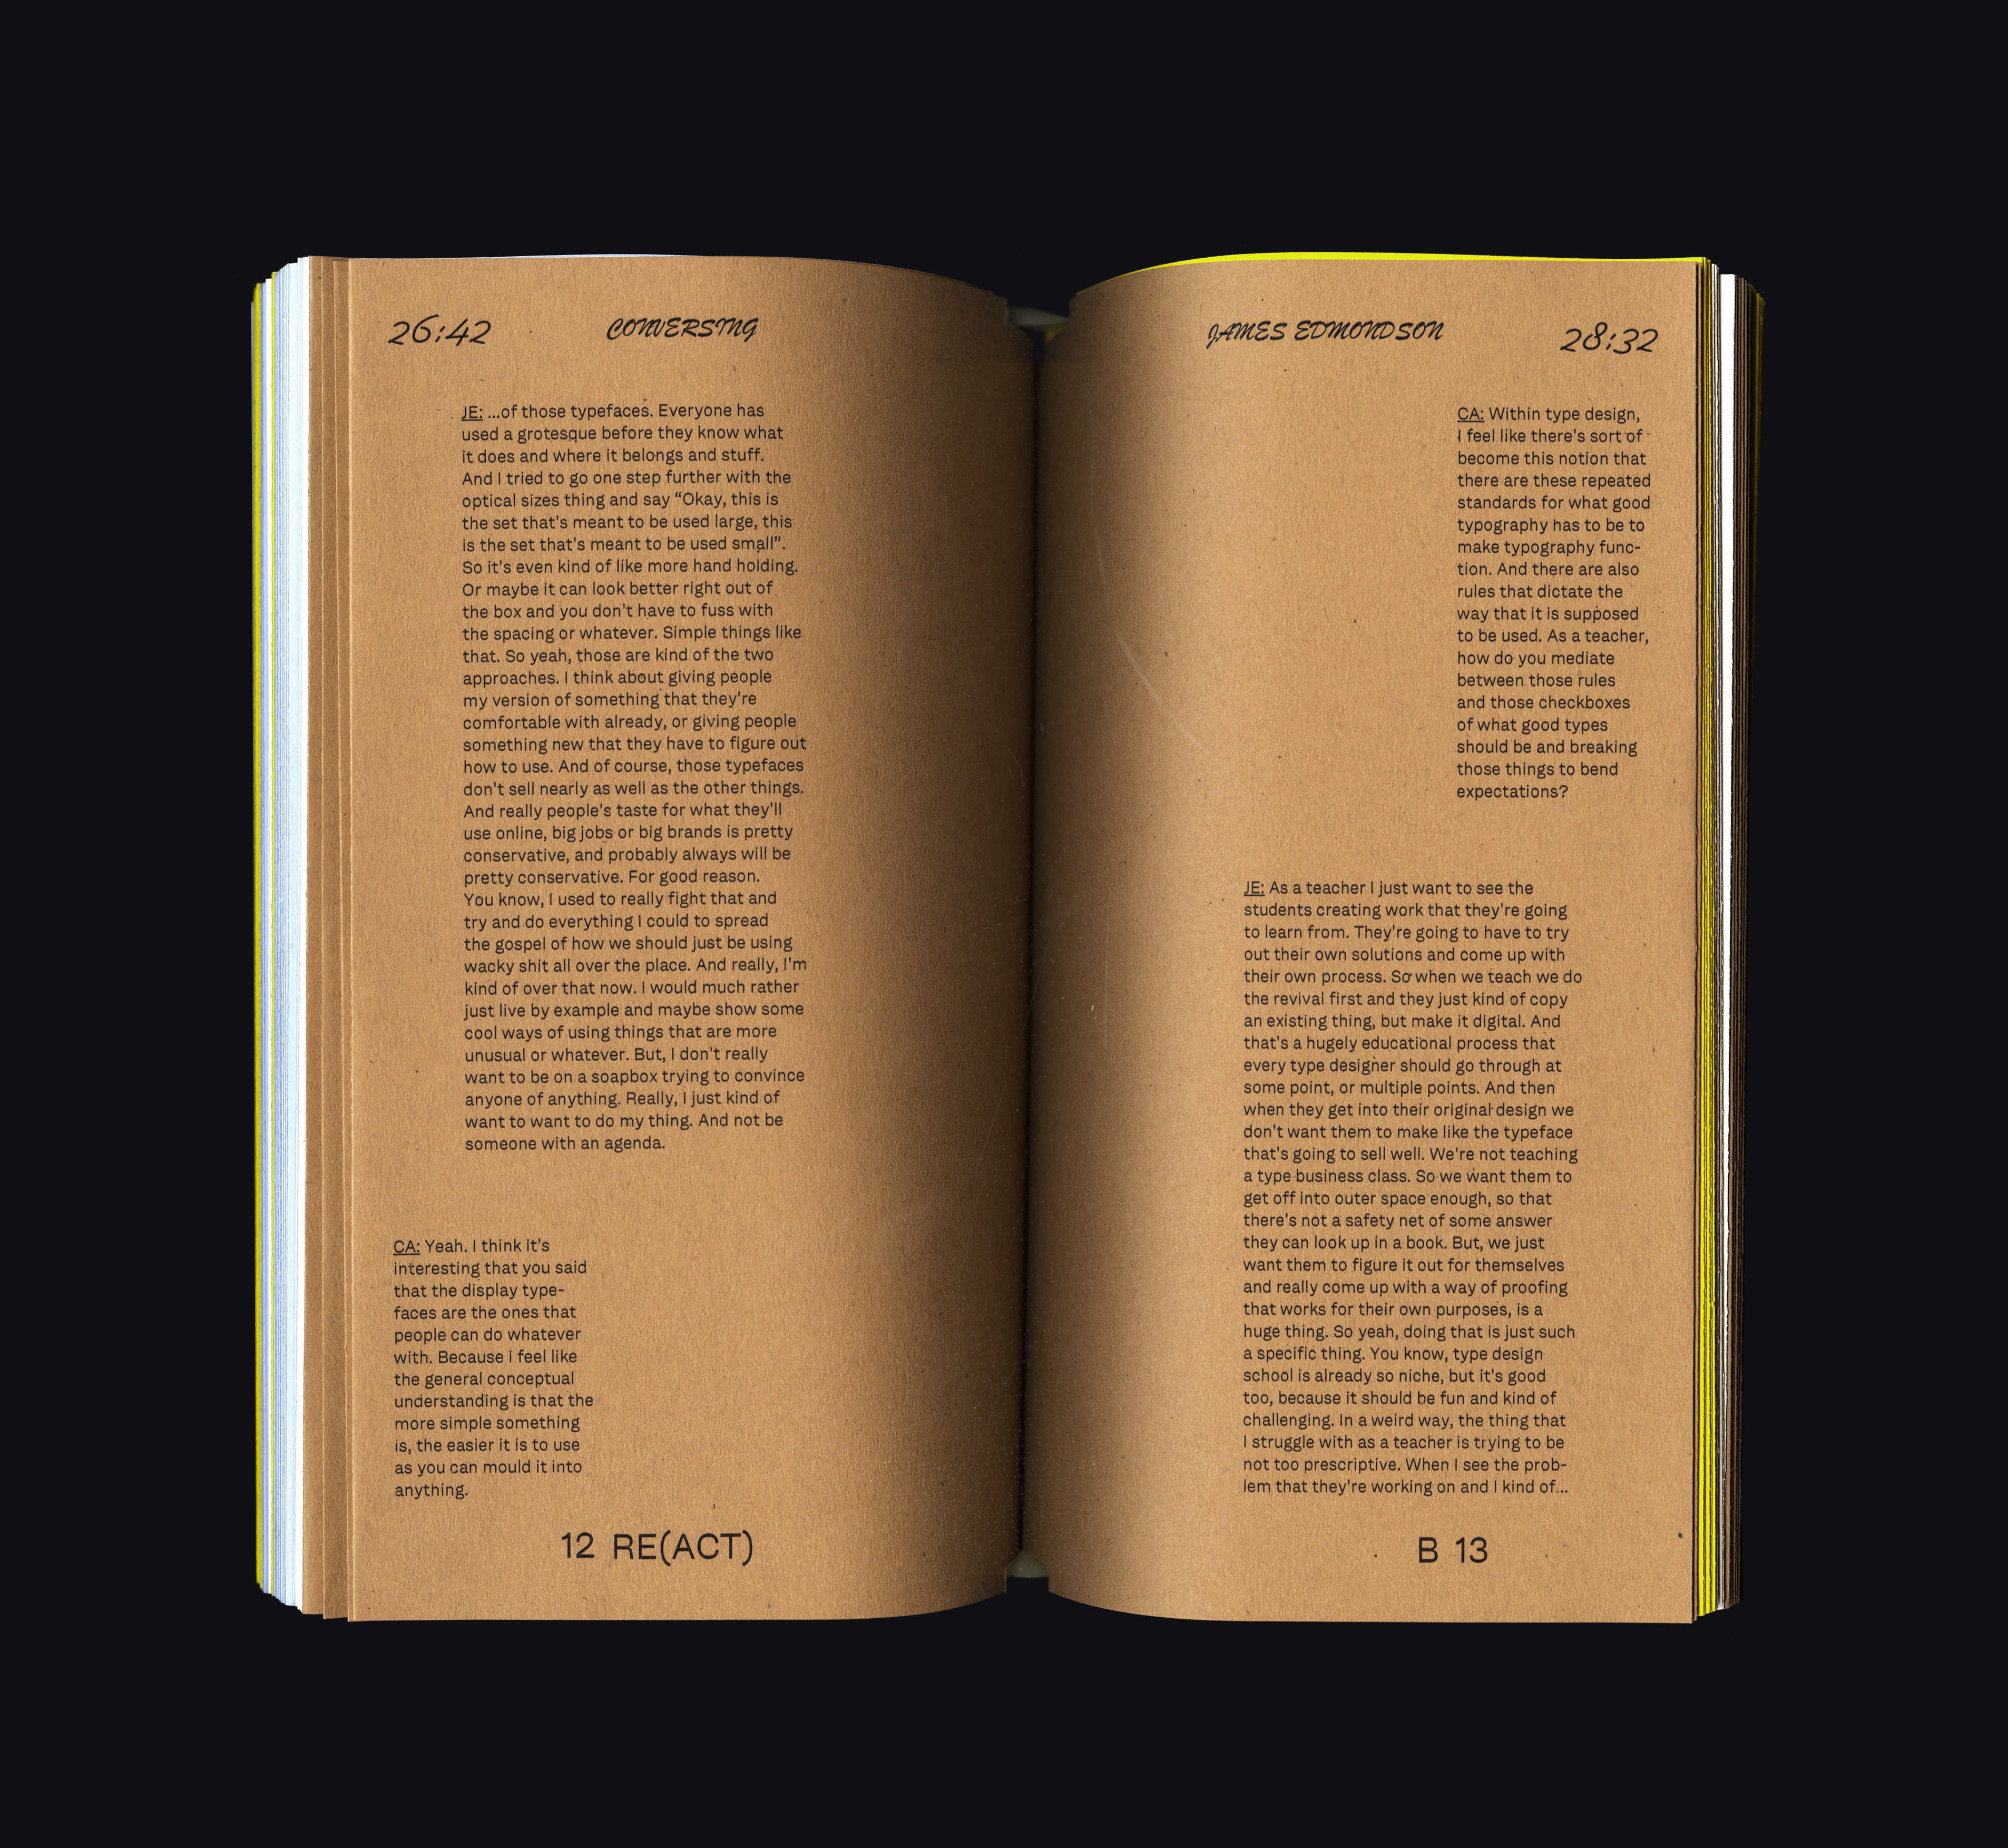 26:42 CONVERSING
JE: ...of those typefaces. Everyone has
used a grotesque before they know what
it does and where it belongs and stuff.
And I tried to go one step further with the
optical sizes thing and say “Okay, this is
the set that's meant to be used large, this
is the set that's meant to be used small”.
So it's even kind of like more hand holding.
Or maybe it can look better right out of
the box and you don't have to fuss with
the spacing or whatever. Simple things like
that. So yeah, those are kind of the two
approaches. I think about giving people
my version of something that they're
comfortable with already, or giving people
something new that they have to figure out
how to use. And of course, those typefaces
don't sell nearly as well as the other things.
And really people's taste for what they'll
use online, big jobs or big brands is pretty
conservative, and probably always will be
pretty conservative. For good reason.
You know, I used to really fight that and
try and do everything I could to spread
the gospel of how we should just be using
wacky shit all over the place. And really, I'm
kind of over that now. I would much rather
just live by example and maybe show some
cool ways of using things that are more
unusual or whatever. But, I don't really
want to be on a soapbox trying to convince
anyone of anything. Really, I just kind of
want to want to do my thing. And not be
someone with an agenda.
CA: Yeah. I think it's
interesting that you said
that the display type-
faces are the ones that
people can do whatever
with. Because I feel like
the general conceptual
understanding is that the
more simple something
is, the easier it is to use
as you can mould it into
anything.
12 RE(ACT)
JAMES EDMONDSON 28:32
CA: Within type design,
I feel like there's sort of
become this notion that
there are these repeated
standards for what good
typography has to be to
make typography func-
tion. And there are also
rules that dictate the
way that it is supposed
to be used. As a teacher,
how do you mediate
between those rules
and those checkboxes
of what good types
should be and breaking
those things to bend
expectations?
JE: As a teacher I just want to see the
students creating work that they're going
to learn from. They're going to have to try
out their own solutions and come up with
their own process. So when we teach we do
the revival first and they just kind of copy
an existing thing, but make it digital. And
that's a hugely educational process that
every type designer should go through at
some point, or multiple points. And then
when they get into their original design we
don't want them to make like the typeface
that's going to sell well. We're not teaching
a type business class. So we want them to
get off into outer space enough, so that
there's not a safety net of some answer
they can look up in a book. But, we just
want them to figure it out for themselves
and really come up with a way of proofing
that works for their own purposes, is a
huge thing. So yeah, doing that is just such
a specific thing. You know, type design
school is already so niche, but it's good
too, because it should be fun and kind of
challenging. In a weird way, the thing that
I struggle with as a teacher is trying to be
not too prescriptive. When I see the prob-
lem that they're working on and I kind of...
B 13